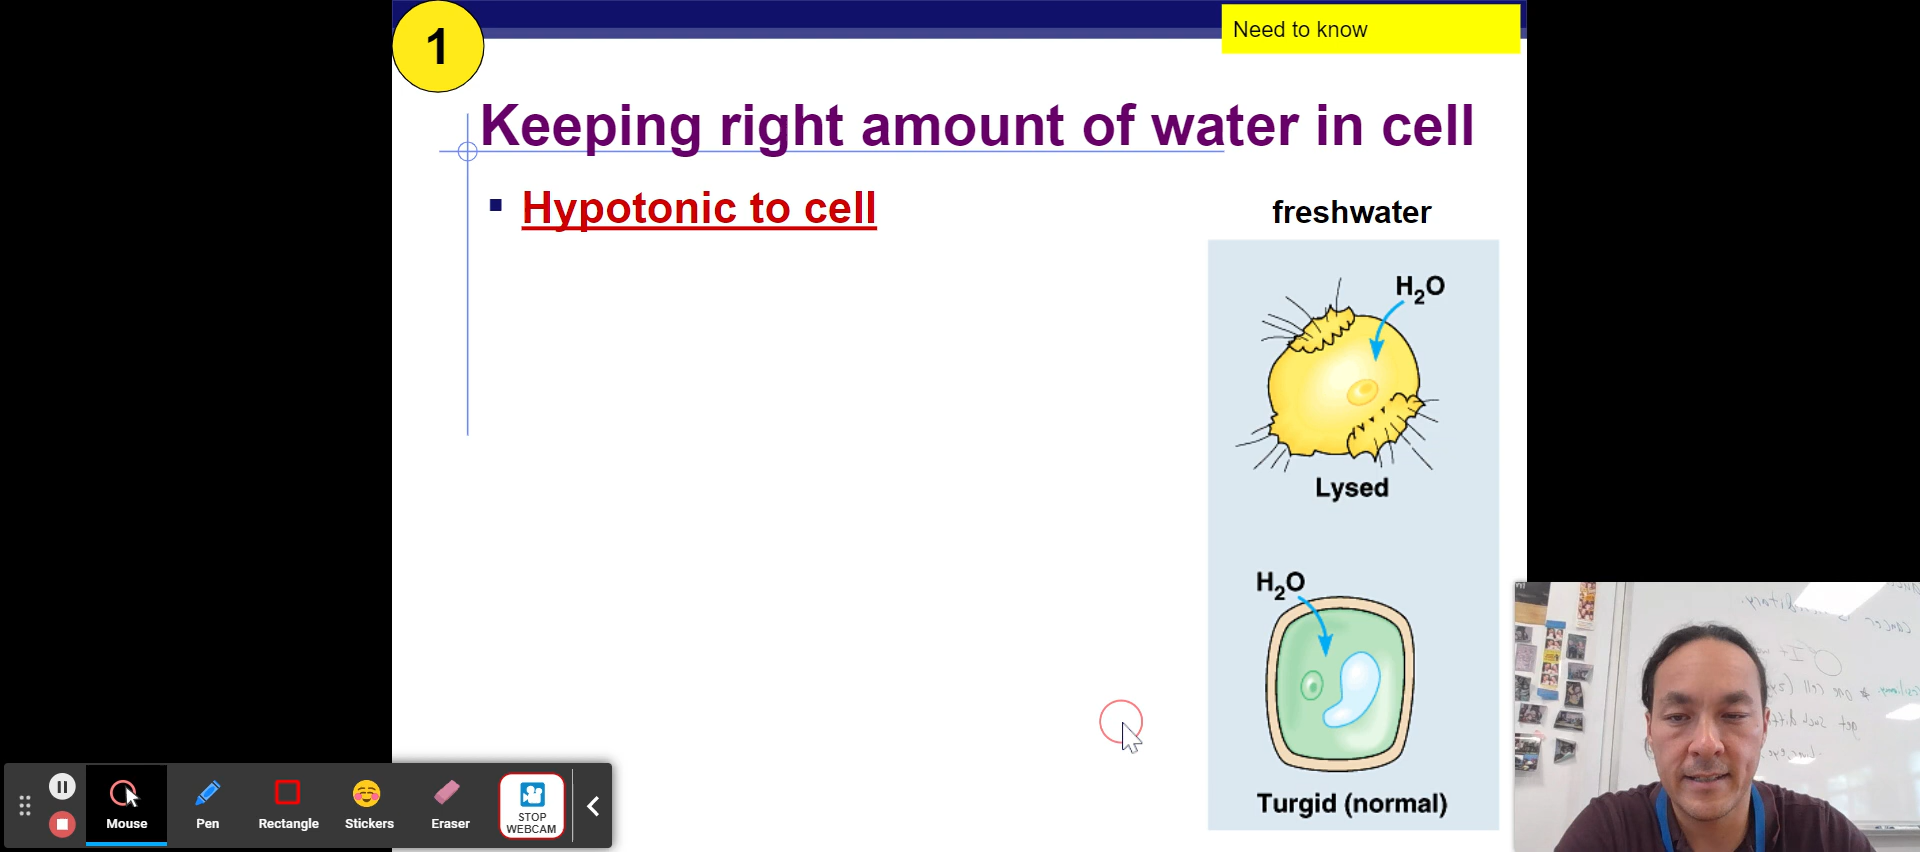 1
Need to know
Keeping right amount of water in cell
▪ Hypotonic to cell
freshwater
H₂O
Lysed
H₂O
Turgid (normal)
Mouse
Pen
Rectangle
Stickers
Eraser
STOP
WEBCAM